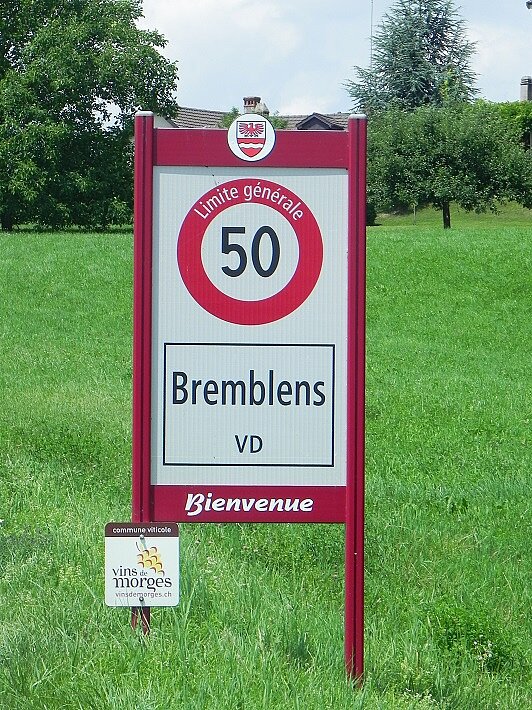 Limite générale
50
Bremblens
VD
Bienvenue
commune viticole
vins de
morges
vinsdemorges.ch